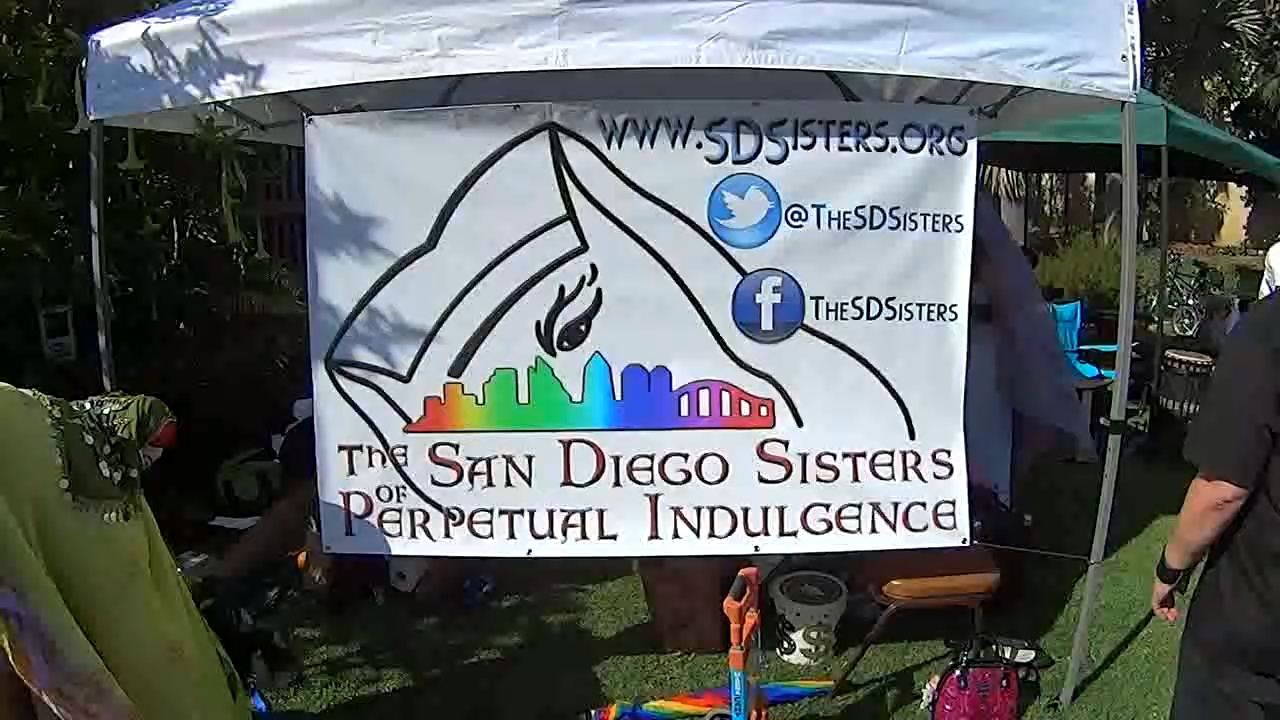 www.SDSisters.org
@TheSDSisters
f TheSDSisters
The San Diego Sisters
of Perpetual Indulgence
$ $